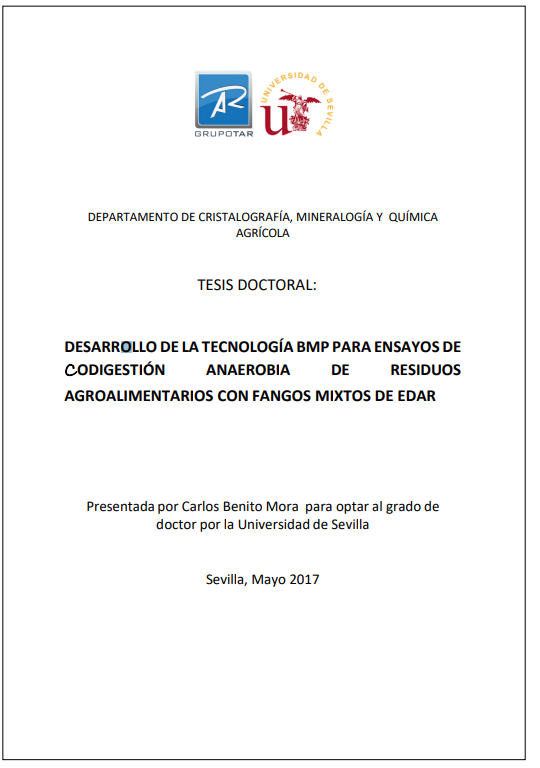 GRUPOTAR
UNIVERSIDAD DE SEVILLA
DEPARTAMENTO DE CRISTALOGRAFÍA, MINERALOGÍA Y QUÍMICA
AGRÍCOLA
TESIS DOCTORAL:
DESARROLLO DE LA TECNOLOGÍA BMP PARA ENSAYOS DE
CODIGESTIÓN ANAEROBIA DE RESIDUOS
AGROALIMENTARIOS CON FANGOS MIXTOS DE EDAR
Presentada por Carlos Benito Mora para optar al grado de
doctor por la Universidad de Sevilla
Sevilla, Mayo 2017